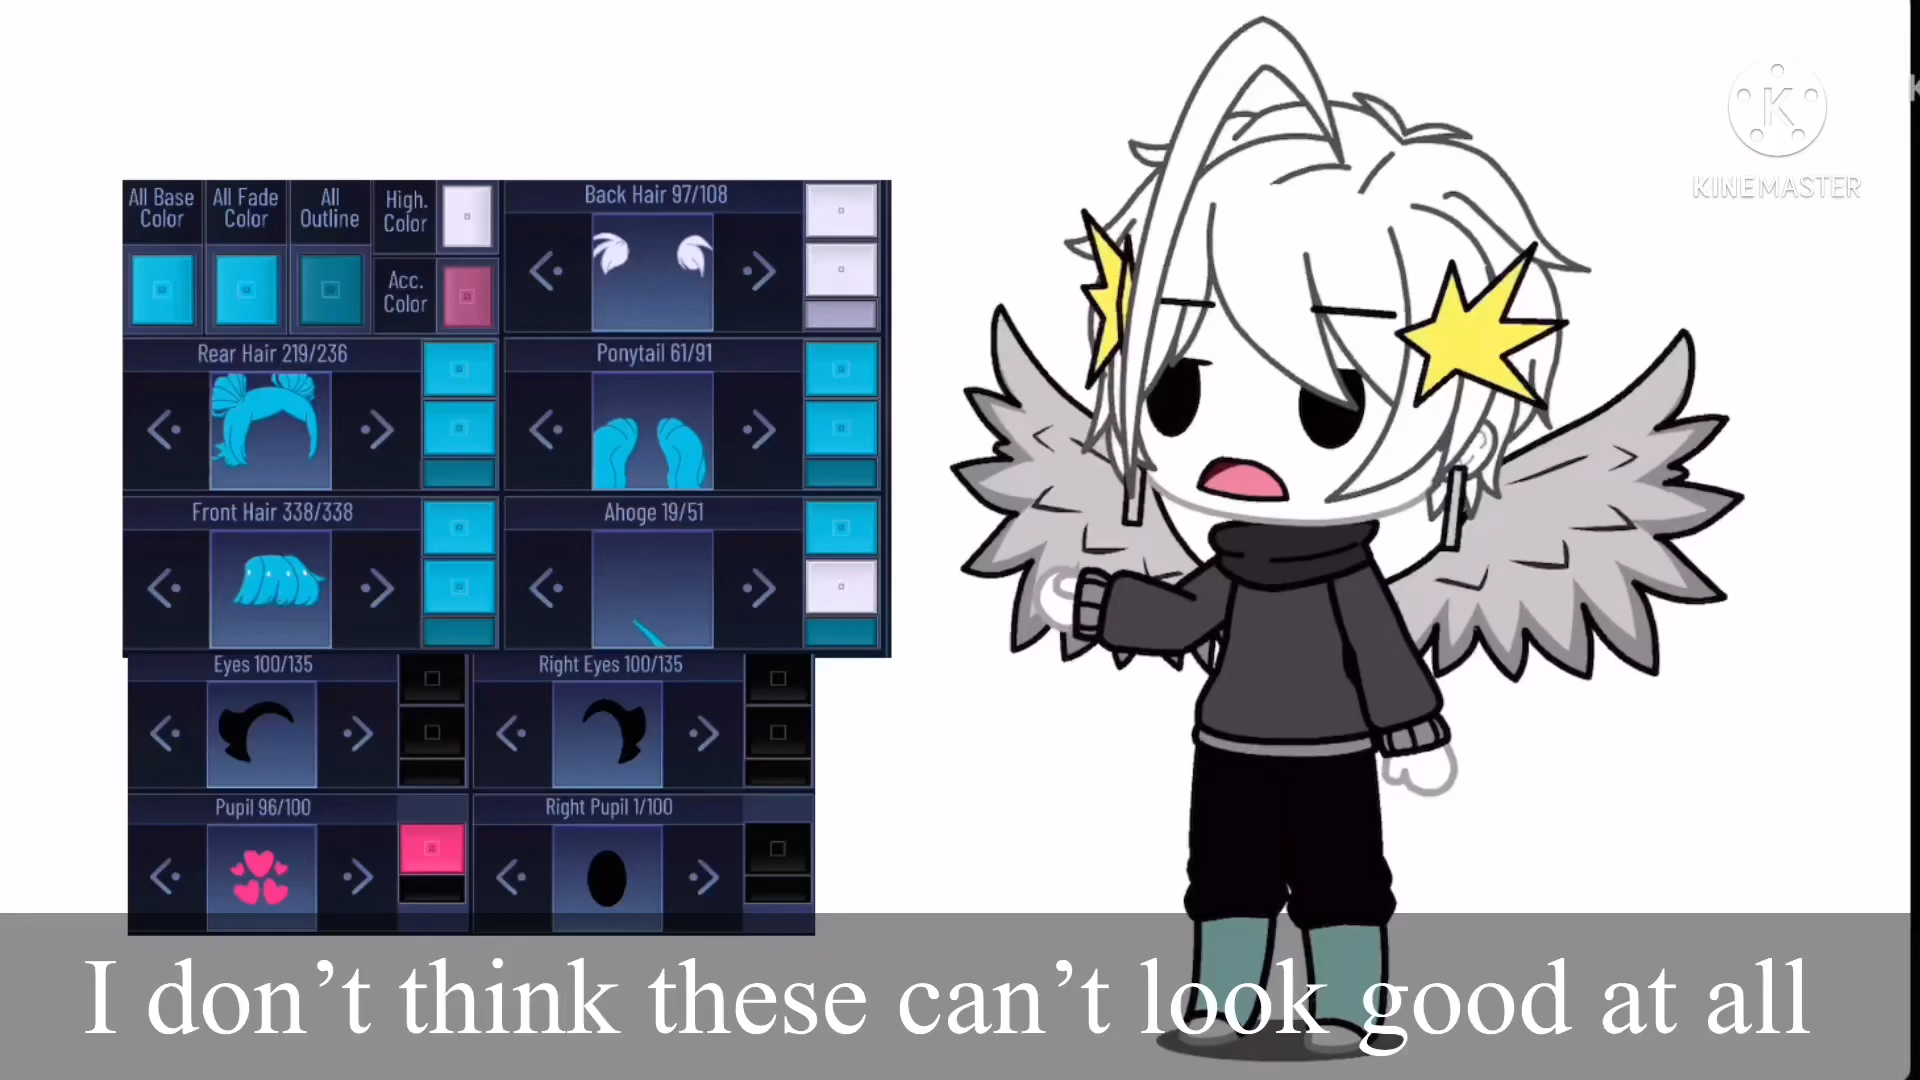 All Base Color
All Fade Color
All Outline
High. Color
Acc. Color
Back Hair 97/108
Rear Hair 219/236
Ponytail 61/91
Front Hair 338/338
Ahoge 19/51
Eyes 100/135
Right Eyes 100/135
Pupil 96/100
Right Pupil 1/100
K
KINEMASTER
I don’t think these can’t look good at all